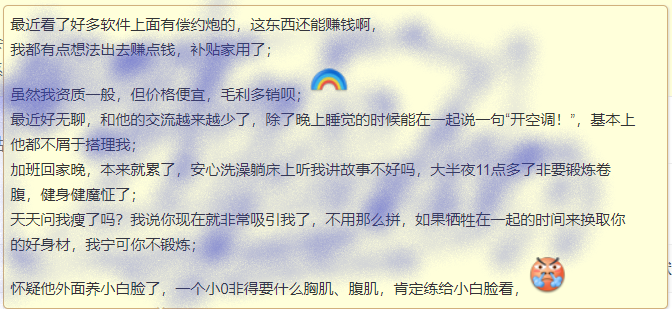 最近看了好多软件上面有偿约炮的，这东西还能赚钱啊，
我都有点想法出去赚点钱，补贴家用了；
虽然我资质一般，但价格便宜，毛利多销呗；
最近好无聊，和他的交流越来越少了，除了晚上睡觉的时候能在一起说一句“开空调！”，基本上
他都不屑于搭理我；
加班回家晚，本来就累了，安心洗澡躺床上听我讲故事不好吗，大半夜11点多了非要锻炼卷
腹，健身健魔怔了；
天天问我瘦了吗？我说你现在就非常吸引我了，不用那么拼，如果牺牲在一起的时间来换取你
的好身材，我宁可你不锻炼；
怀疑他外面养小白脸了，一个小0非得要什么胸肌、腹肌，肯定练给小白脸看，